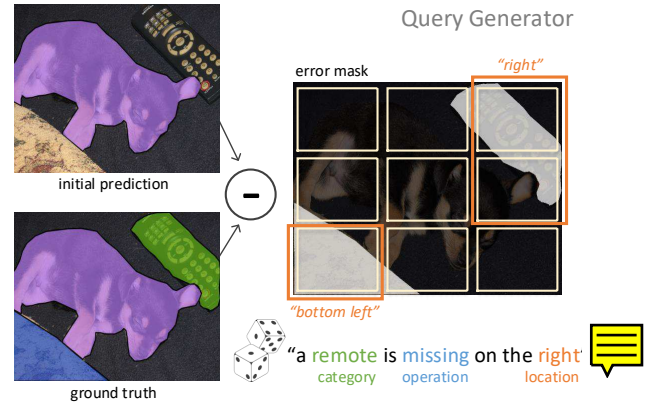 Query Generator
"right"
error mask
initial prediction
"bottom left"
ground truth
"a remote is missing on the right'
category operation location